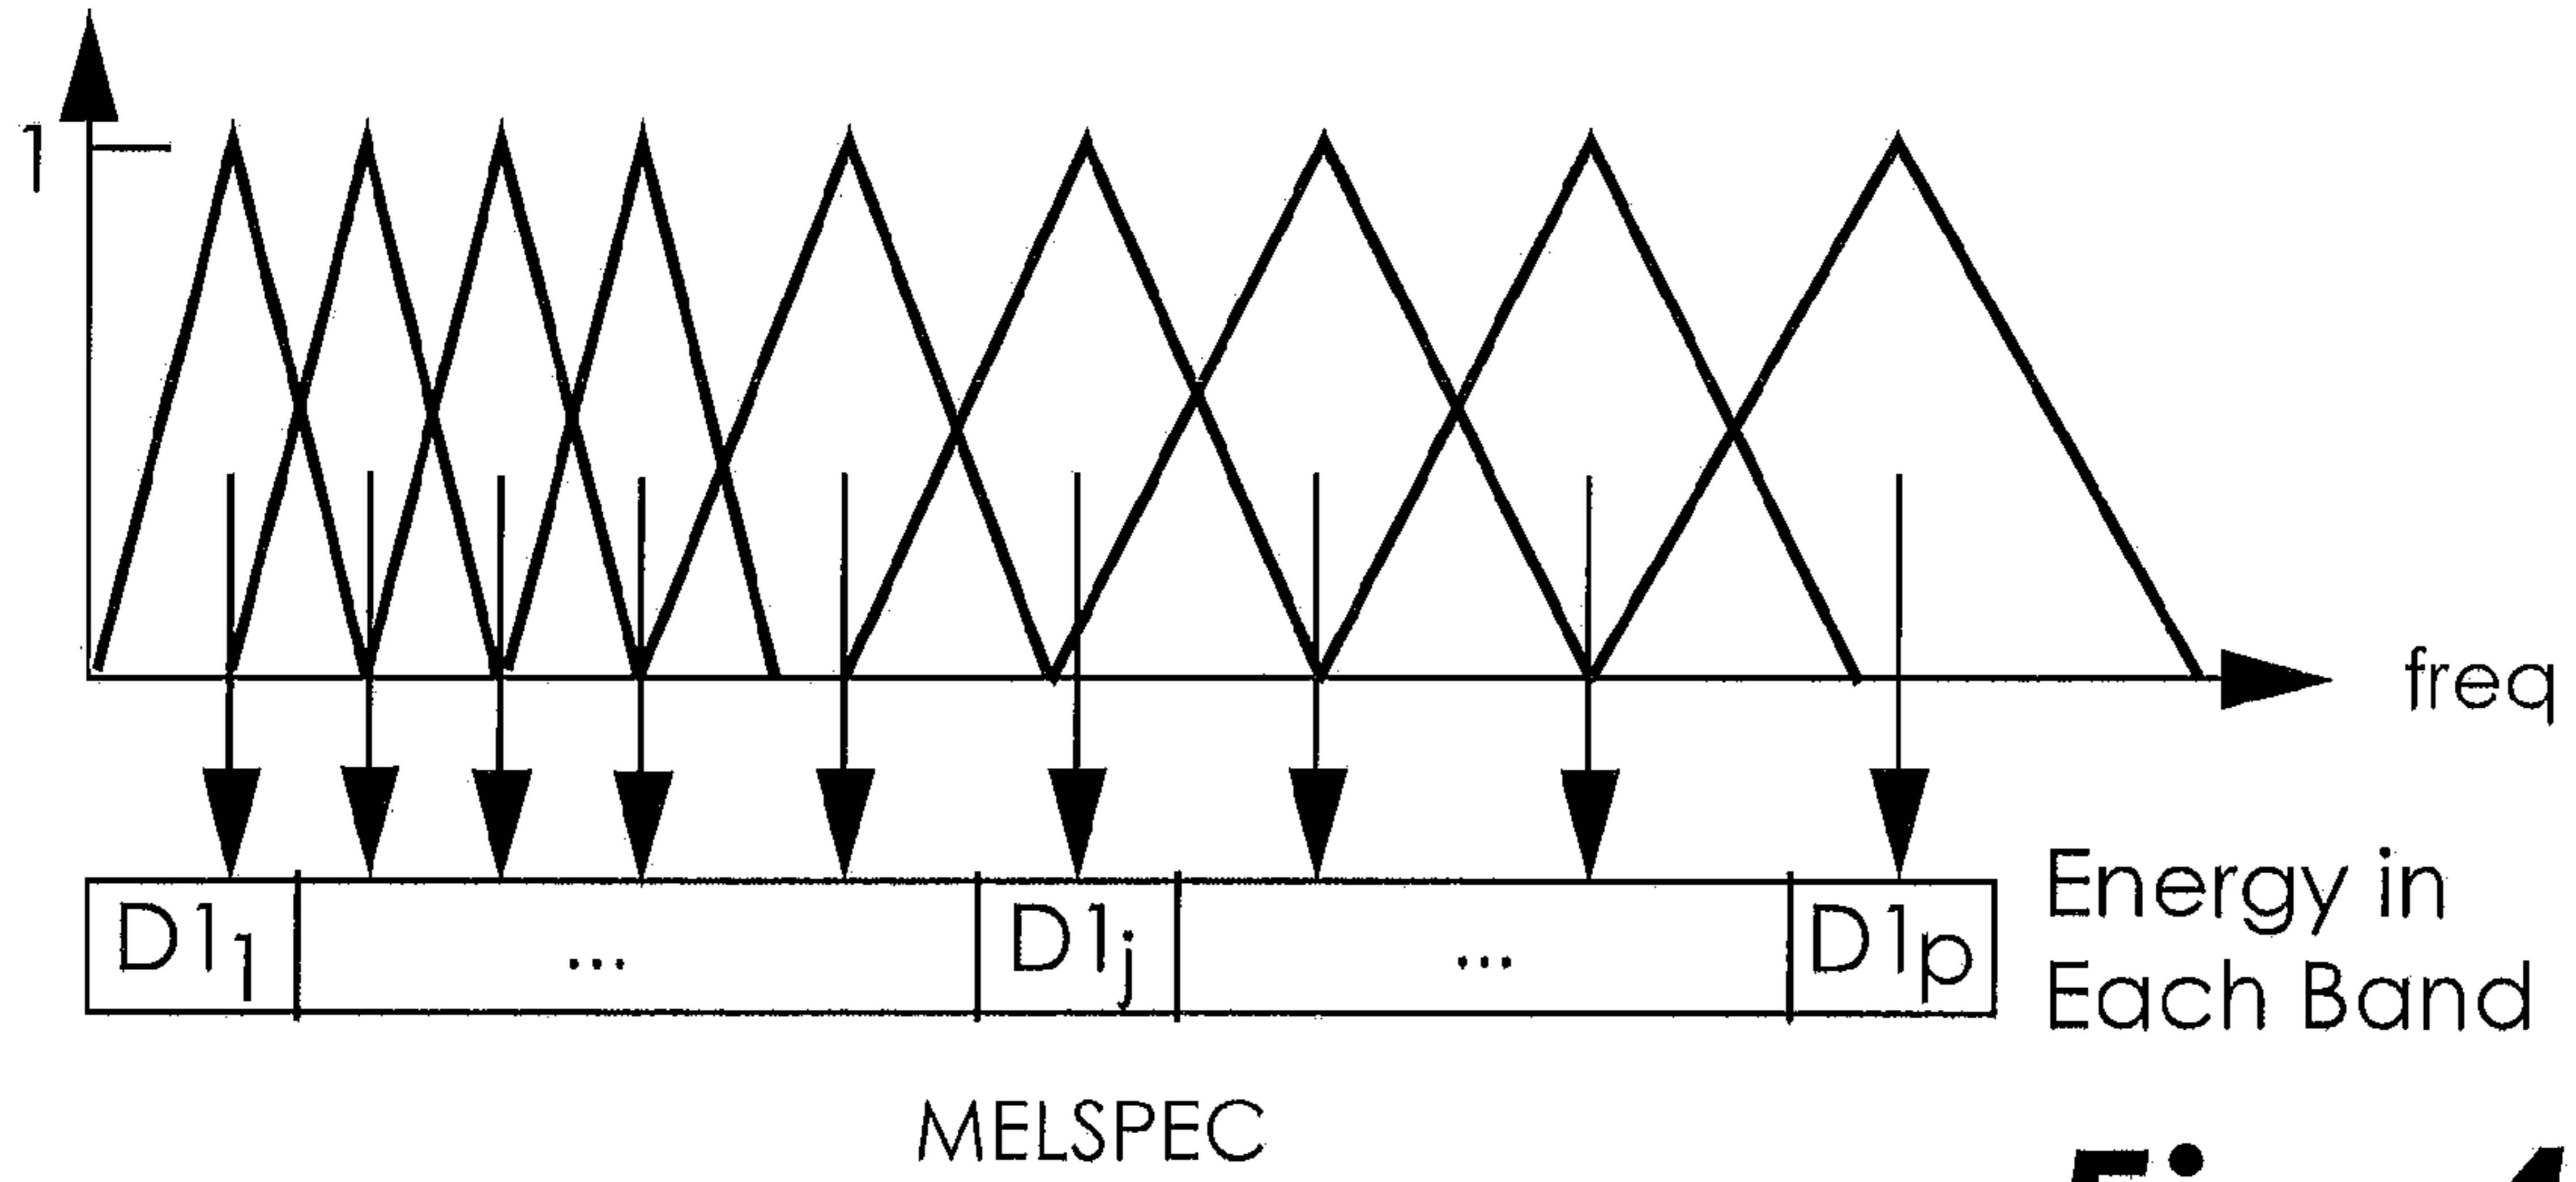 1
freq
D1₁ ... D1ⱼ ... D1ₚ
Energy in
Each Band
MELSPEC